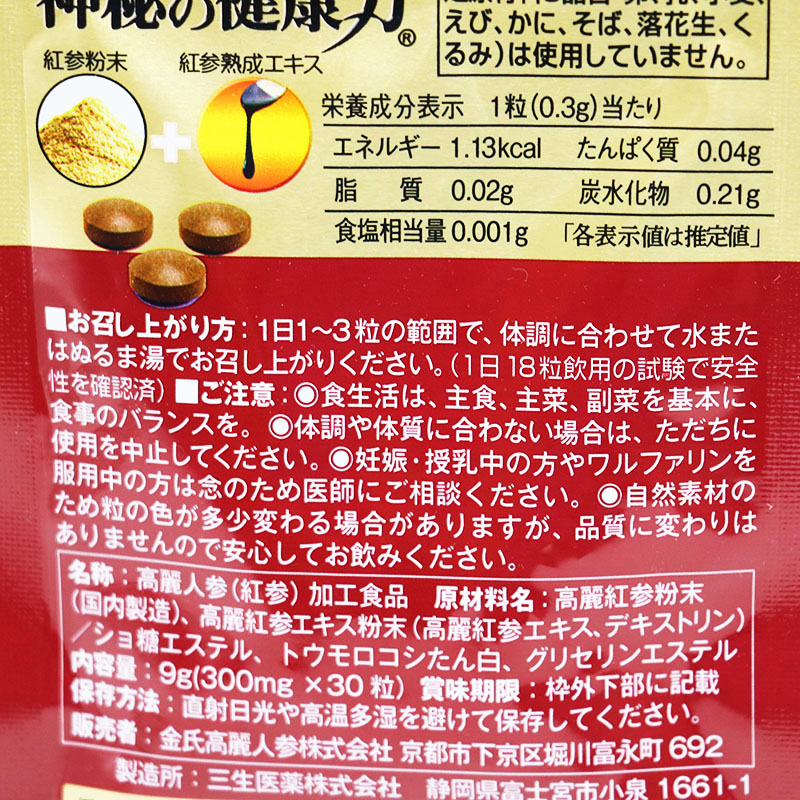 神秘の健康力®
えび、かに、そば、落花生、く
るみ)は使用していません。
紅参粉末 紅参熟成エキス
栄養成分表示 1粒(0.3g)当たり
エネルギー 1.13kcal たんぱく質 0.04g
脂 質 0.02g 炭水化物 0.21g
食塩相当量 0.001g 「各表示値は推定値」
■お召し上がり方：1日1〜3粒の範囲で、体調に合わせて水また
はぬるま湯でお召し上がりください。(1日18粒飲用の試験で安全
性を確認済) ■ご注意：◉食生活は、主食、主菜、副菜を基本に、
食事のバランスを。 ◉体調や体質に合わない場合は、ただちに
使用を中止してください。◉妊娠・授乳中の方やワルファリンを
服用中の方は念のため医師にご相談ください。 ◉自然素材の
ため粒の色が多少変わる場合がありますが、品質に変わりは
ありませんので安心してお飲みください。
名称：高麗人参(紅参) 加工食品 原材料名：高麗紅参粉末
(国内製造)、高麗紅参エキス粉末(高麗紅参エキス、デキストリン)
/ショ糖エステル、トウモロコシたん白、グリセリンエステル
内容量：9g(300mg ×30粒) 賞味期限：枠外下部に記載
保存方法：直射日光や高温多湿を避けて保存してください。
販売者：金氏高麗人参株式会社 京都市下京区堀川富永町692
製造所：三生医薬株式会社 静岡県富士宮市小泉1661-1